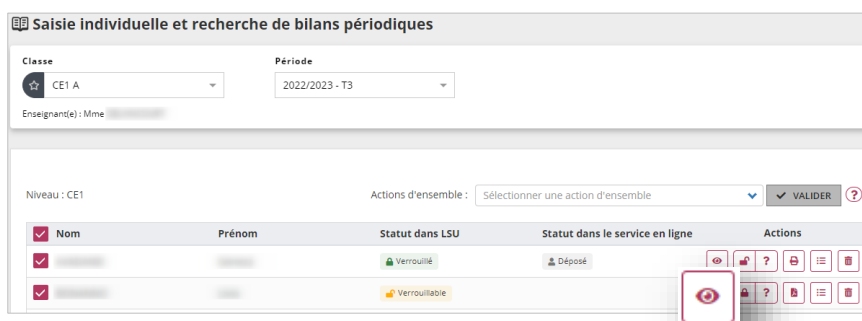 Saisie individuelle et recherche de bilans périodiques
Classe Période
CE1 A 2022/2023 - T3
Enseignant(e) : Mme
Niveau : CE1 Actions d'ensemble : Sélectionner une action d'ensemble VALIDER ?
Nom Prénom Statut dans LSU Statut dans le service en ligne Actions
Verrouillé Déposé ?
Verrouillable ?